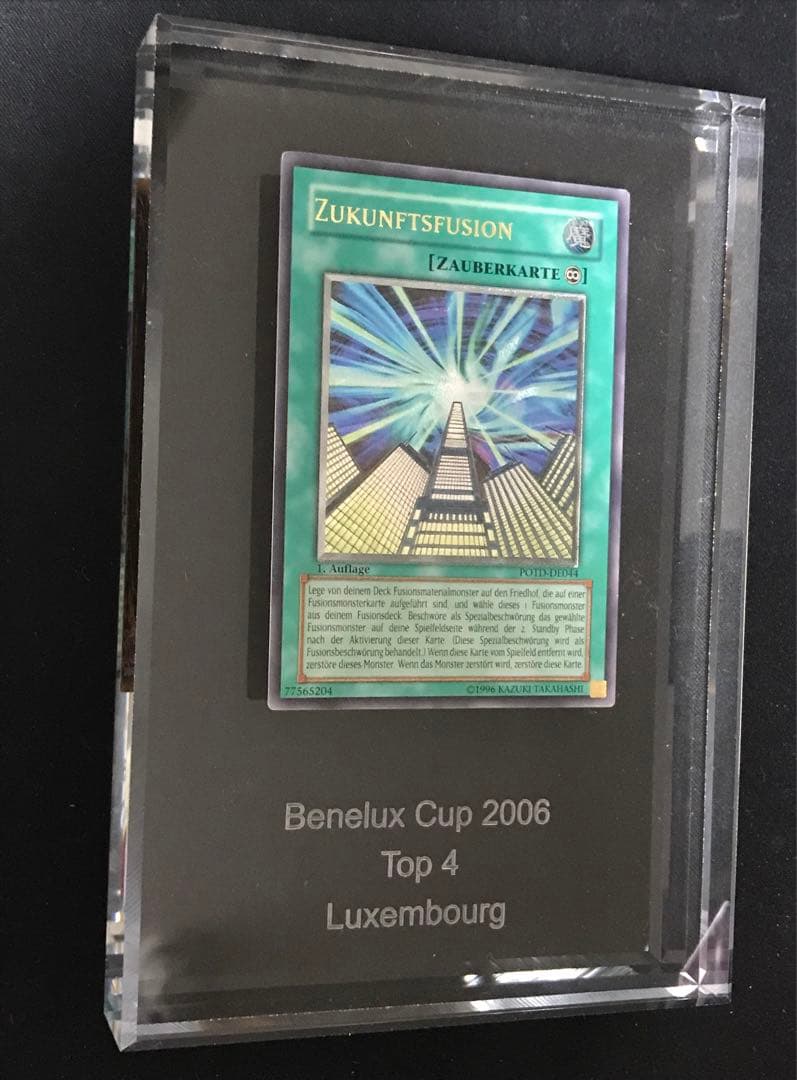 ZUKUNFTSFUSION
[ZAUBERKARTE ∞]
1. Auflage POTD-DE044
Lege von deinem Deck Fusionsmaterialmonster auf den Friedhof, die auf einer
Fusionsmonsterkarte aufgeführt sind, und wähle dieses 1 Fusionsmonster
aus deinem Fusionsdeck. Beschwöre als Spezialbeschwörung das gewählte
Fusionsmonster auf deine Spielfeldseite während der 2. Standby Phase
nach der Aktivierung dieser Karte. (Diese Spezialbeschwörung wird als
Fusionsbeschwörung behandelt.) Wenn diese Karte vom Spielfeld entfernt wird,
zerstöre dieses Monster. Wenn das Monster zerstört wird, zerstöre diese Karte.
77565204 ©1996 KAZUKI TAKAHASHI
Benelux Cup 2006
Top 4
Luxembourg